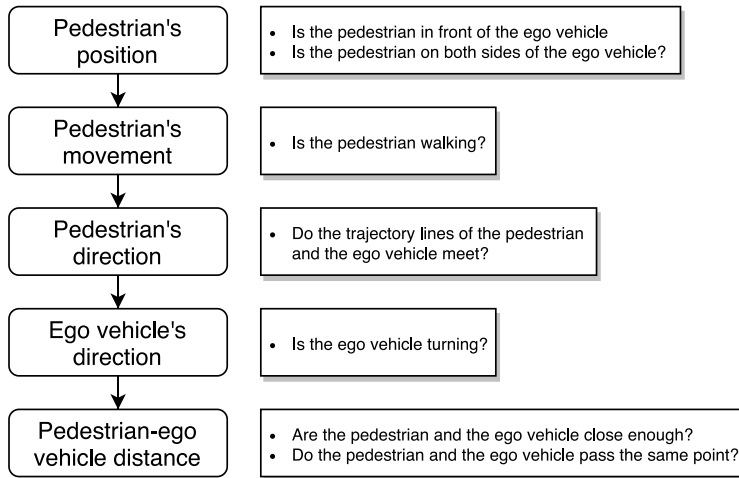 Pedestrian's
position
• Is the pedestrian in front of the ego vehicle
• Is the pedestrian on both sides of the ego vehicle?
Pedestrian's
movement
• Is the pedestrian walking?
Pedestrian's
direction
• Do the trajectory lines of the pedestrian
and the ego vehicle meet?
Ego vehicle's
direction
• Is the ego vehicle turning?
Pedestrian-ego
vehicle distance
• Are the pedestrian and the ego vehicle close enough?
• Do the pedestrian and the ego vehicle pass the same point?